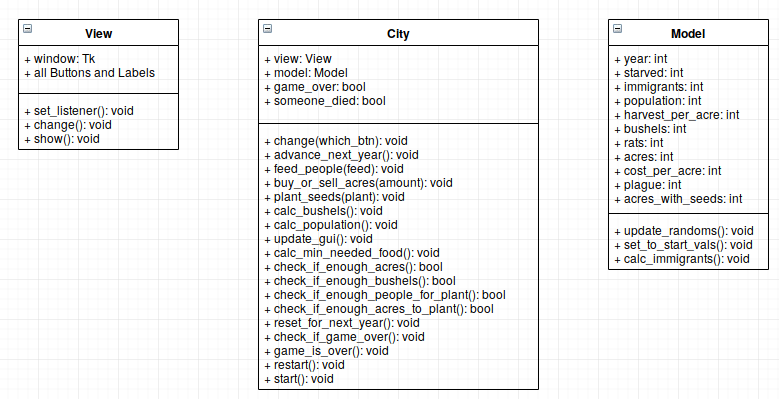 View
+ window: Tk
+ all Buttons and Labels
+ set_listener(): void
+ change(): void
+ show(): void
City
+ view: View
+ model: Model
+ game_over: bool
+ someone_died: bool
+ change(which_btn): void
+ advance_next_year(): void
+ feed_people(feed): void
+ buy_or_sell_acres(amount): void
+ plant_seeds(plant): void
+ calc_bushels(): void
+ calc_population(): void
+ update_gui(): void
+ calc_min_needed_food(): void
+ check_if_enough_acres(): bool
+ check_if_enough_bushels(): bool
+ check_if_enough_people_for_plant(): bool
+ check_if_enough_acres_to_plant(): bool
+ reset_for_next_year(): void
+ check_if_game_over(): void
+ game_is_over(): void
+ restart(): void
+ start(): void
Model
+ year: int
+ starved: int
+ immigrants: int
+ population: int
+ harvest_per_acre: int
+ bushels: int
+ rats: int
+ acres: int
+ cost_per_acre: int
+ plague: int
+ acres_with_seeds: int
+ update_randoms(): void
+ set_to_start_vals(): void
+ calc_immigrants(): void